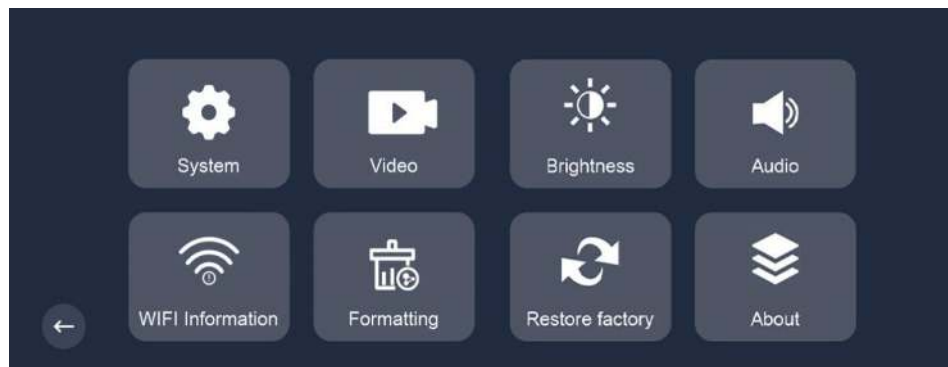 System
Video
Brightness
Audio
WIFI Information
Formatting
Restore factory
About